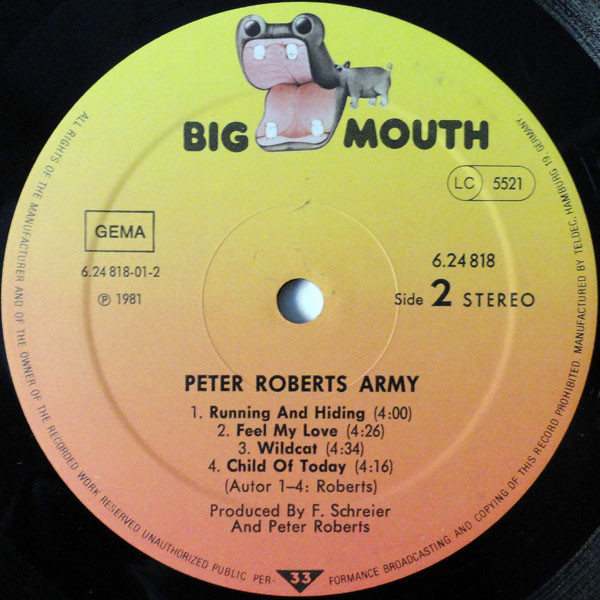 BIG MOUTH
LC 5521
GEMA
6.24 818-01-2
Ⓟ 1981
6.24 818
Side 2 STEREO
PETER ROBERTS ARMY
1. Running And Hiding (4:00)
2. Feel My Love (4:26)
3. Wildcat (4:34)
4. Child Of Today (4:16)
(Autor 1–4: Roberts)
Produced By F. Schreier
And Peter Roberts
33
ALL RIGHTS OF THE MANUFACTURER AND OF THE OWNER OF THE RECORDED WORK RESERVED UNAUTHORIZED PUBLIC PER- FORMANCE BROADCASTING AND COPYING OF THIS RECORD PROHIBITED. MANUFACTURED BY TELDEC, HAMBURG 19, GERMANY.